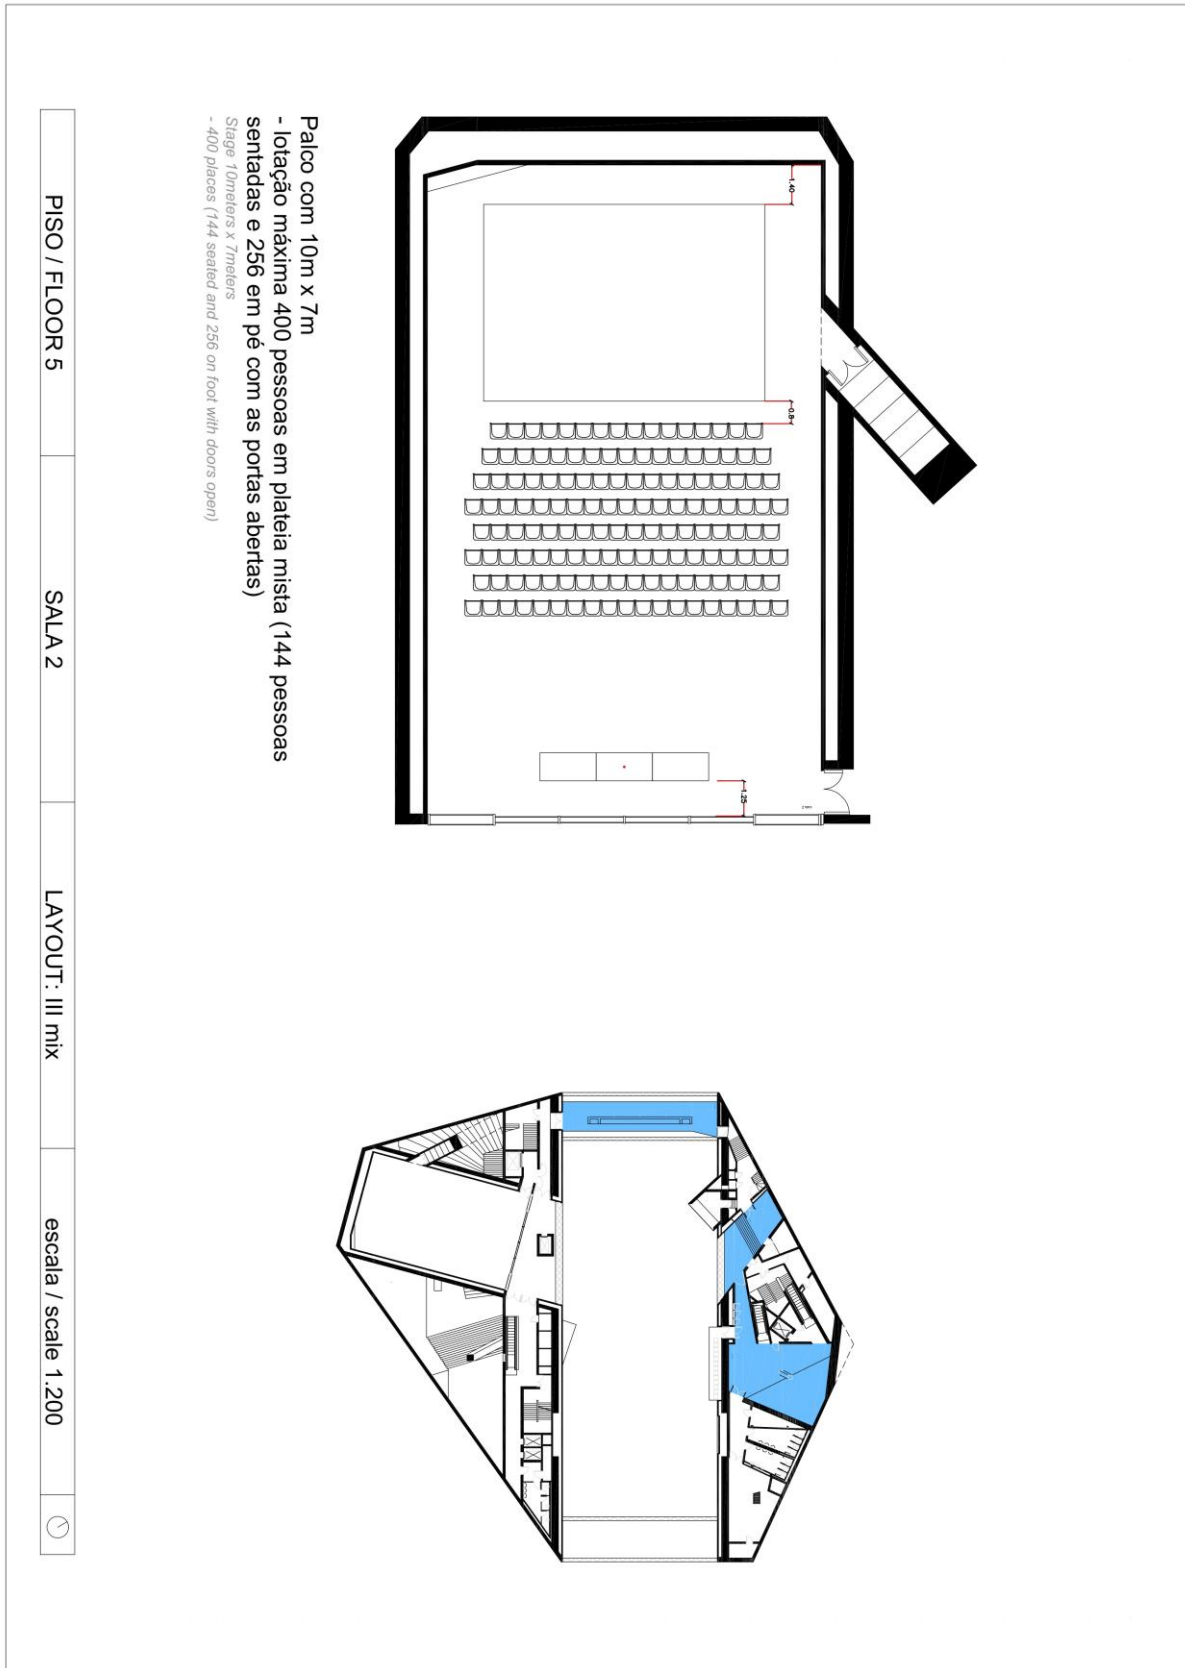 Palco com 10m x 7m
- lotação máxima 400 pessoas em plateia mista (144 pessoas
sentadas e 256 em pé com as portas abertas)
Stage 10meters x 7meters
- 400 places (144 seated and 256 on foot with doors open)
1.40
0.8
1.25
PISO / FLOOR 5
SALA 2
LAYOUT: III mix
escala / scale 1.200